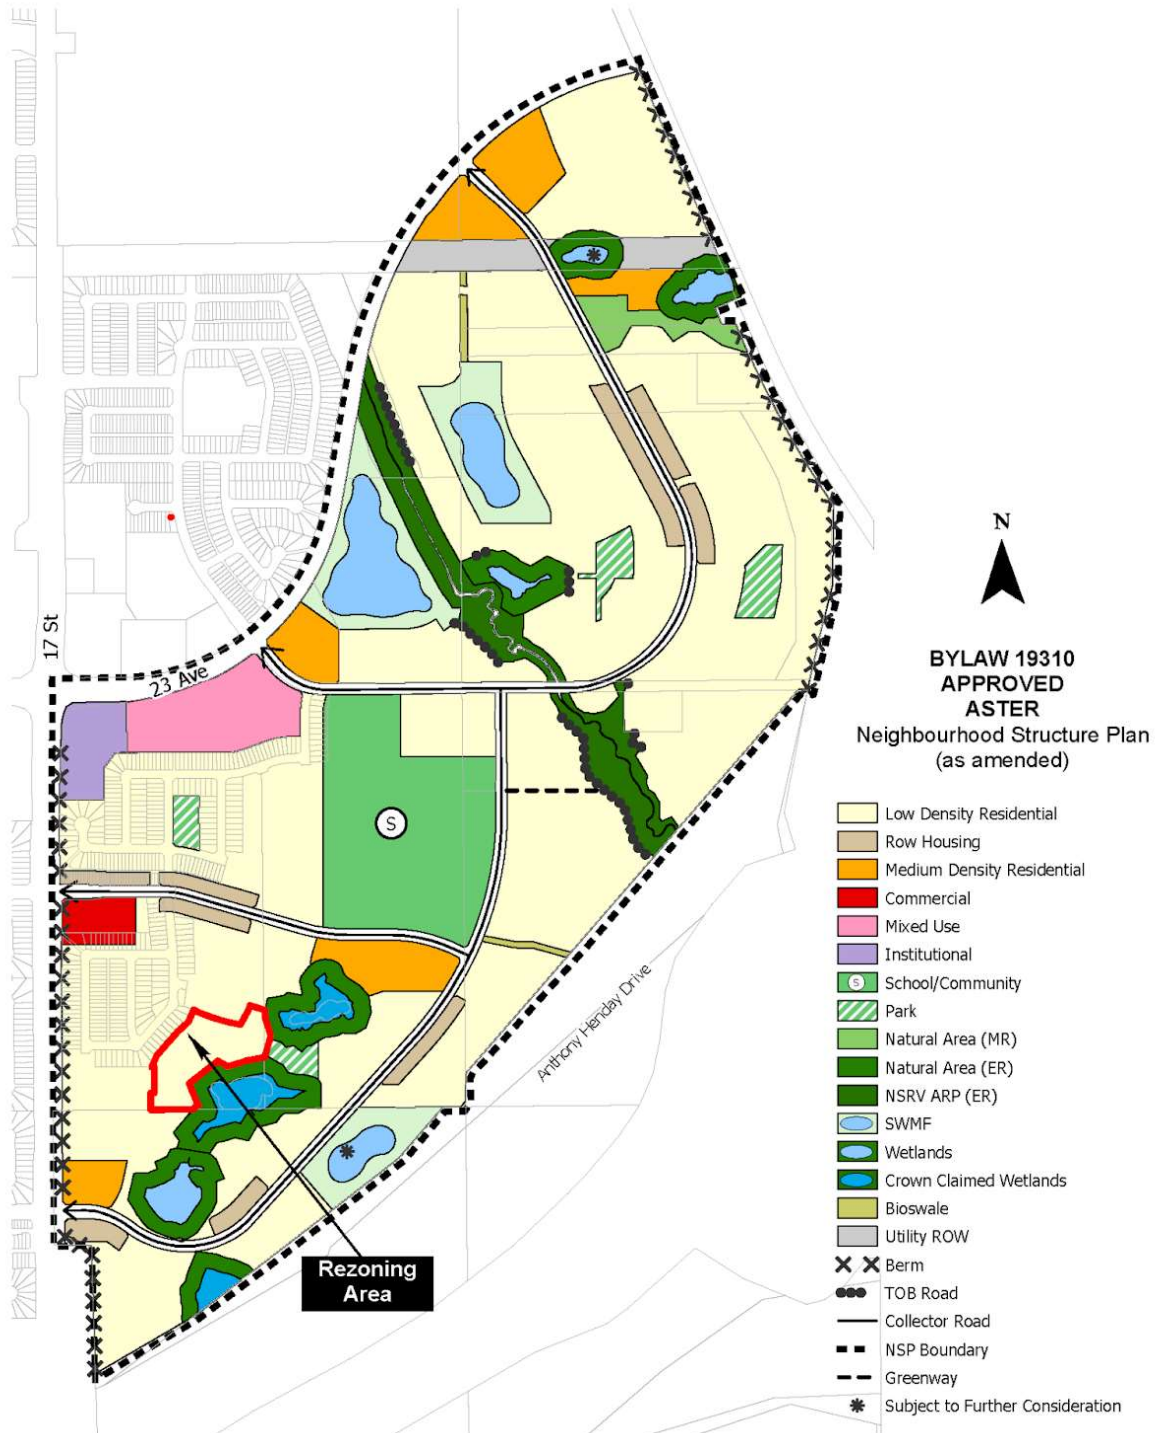 17 St
23 Ave
S
Anthony Henday Drive
Rezoning
Area
N
BYLAW 19310
APPROVED
ASTER
Neighbourhood Structure Plan
(as amended)
Low Density Residential
Row Housing
Medium Density Residential
Commercial
Mixed Use
Institutional
S School/Community
Park
Natural Area (MR)
Natural Area (ER)
NSRV ARP (ER)
SWMF
Wetlands
Crown Claimed Wetlands
Bioswale
Utility ROW
Berm
TOB Road
Collector Road
NSP Boundary
Greenway
Subject to Further Consideration